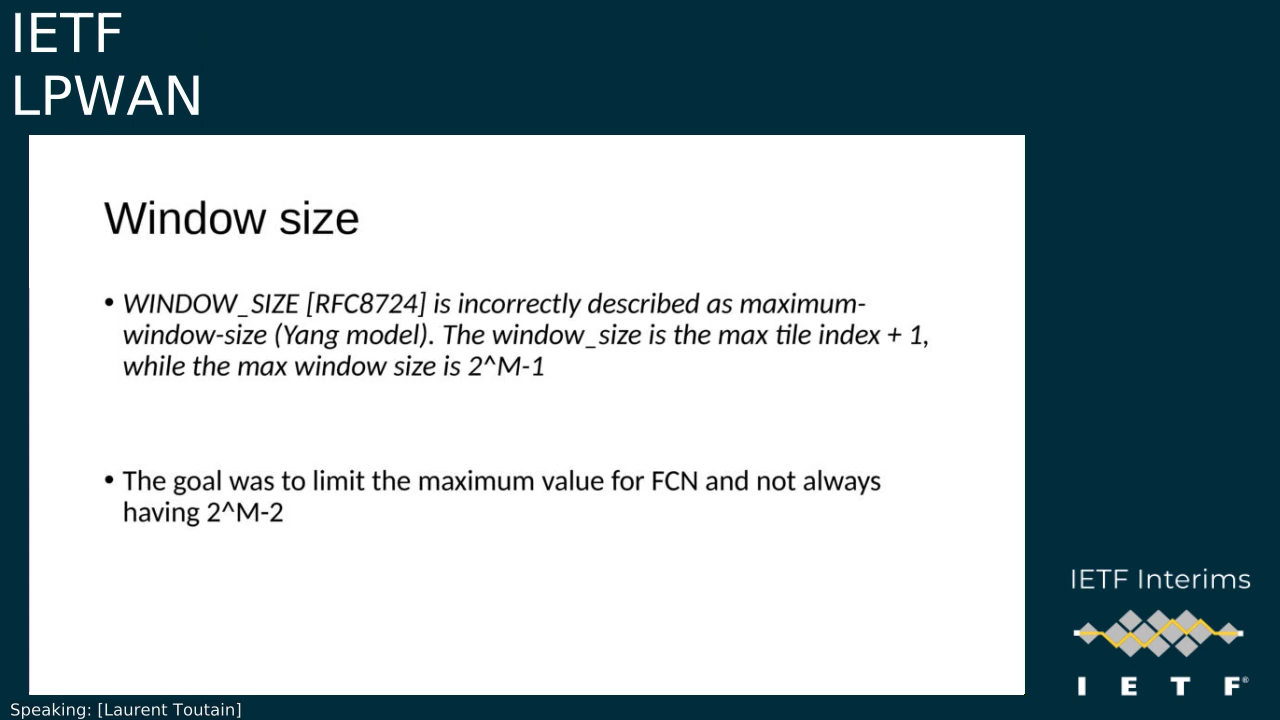 IETF
LPWAN
Window size
• WINDOW_SIZE [RFC8724] is incorrectly described as maximum-
window-size (Yang model). The window_size is the max tile index + 1,
while the max window size is 2^M-1
• The goal was to limit the maximum value for FCN and not always
having 2^M-2
IETF Interims
I E T F®
Speaking: [Laurent Toutain]